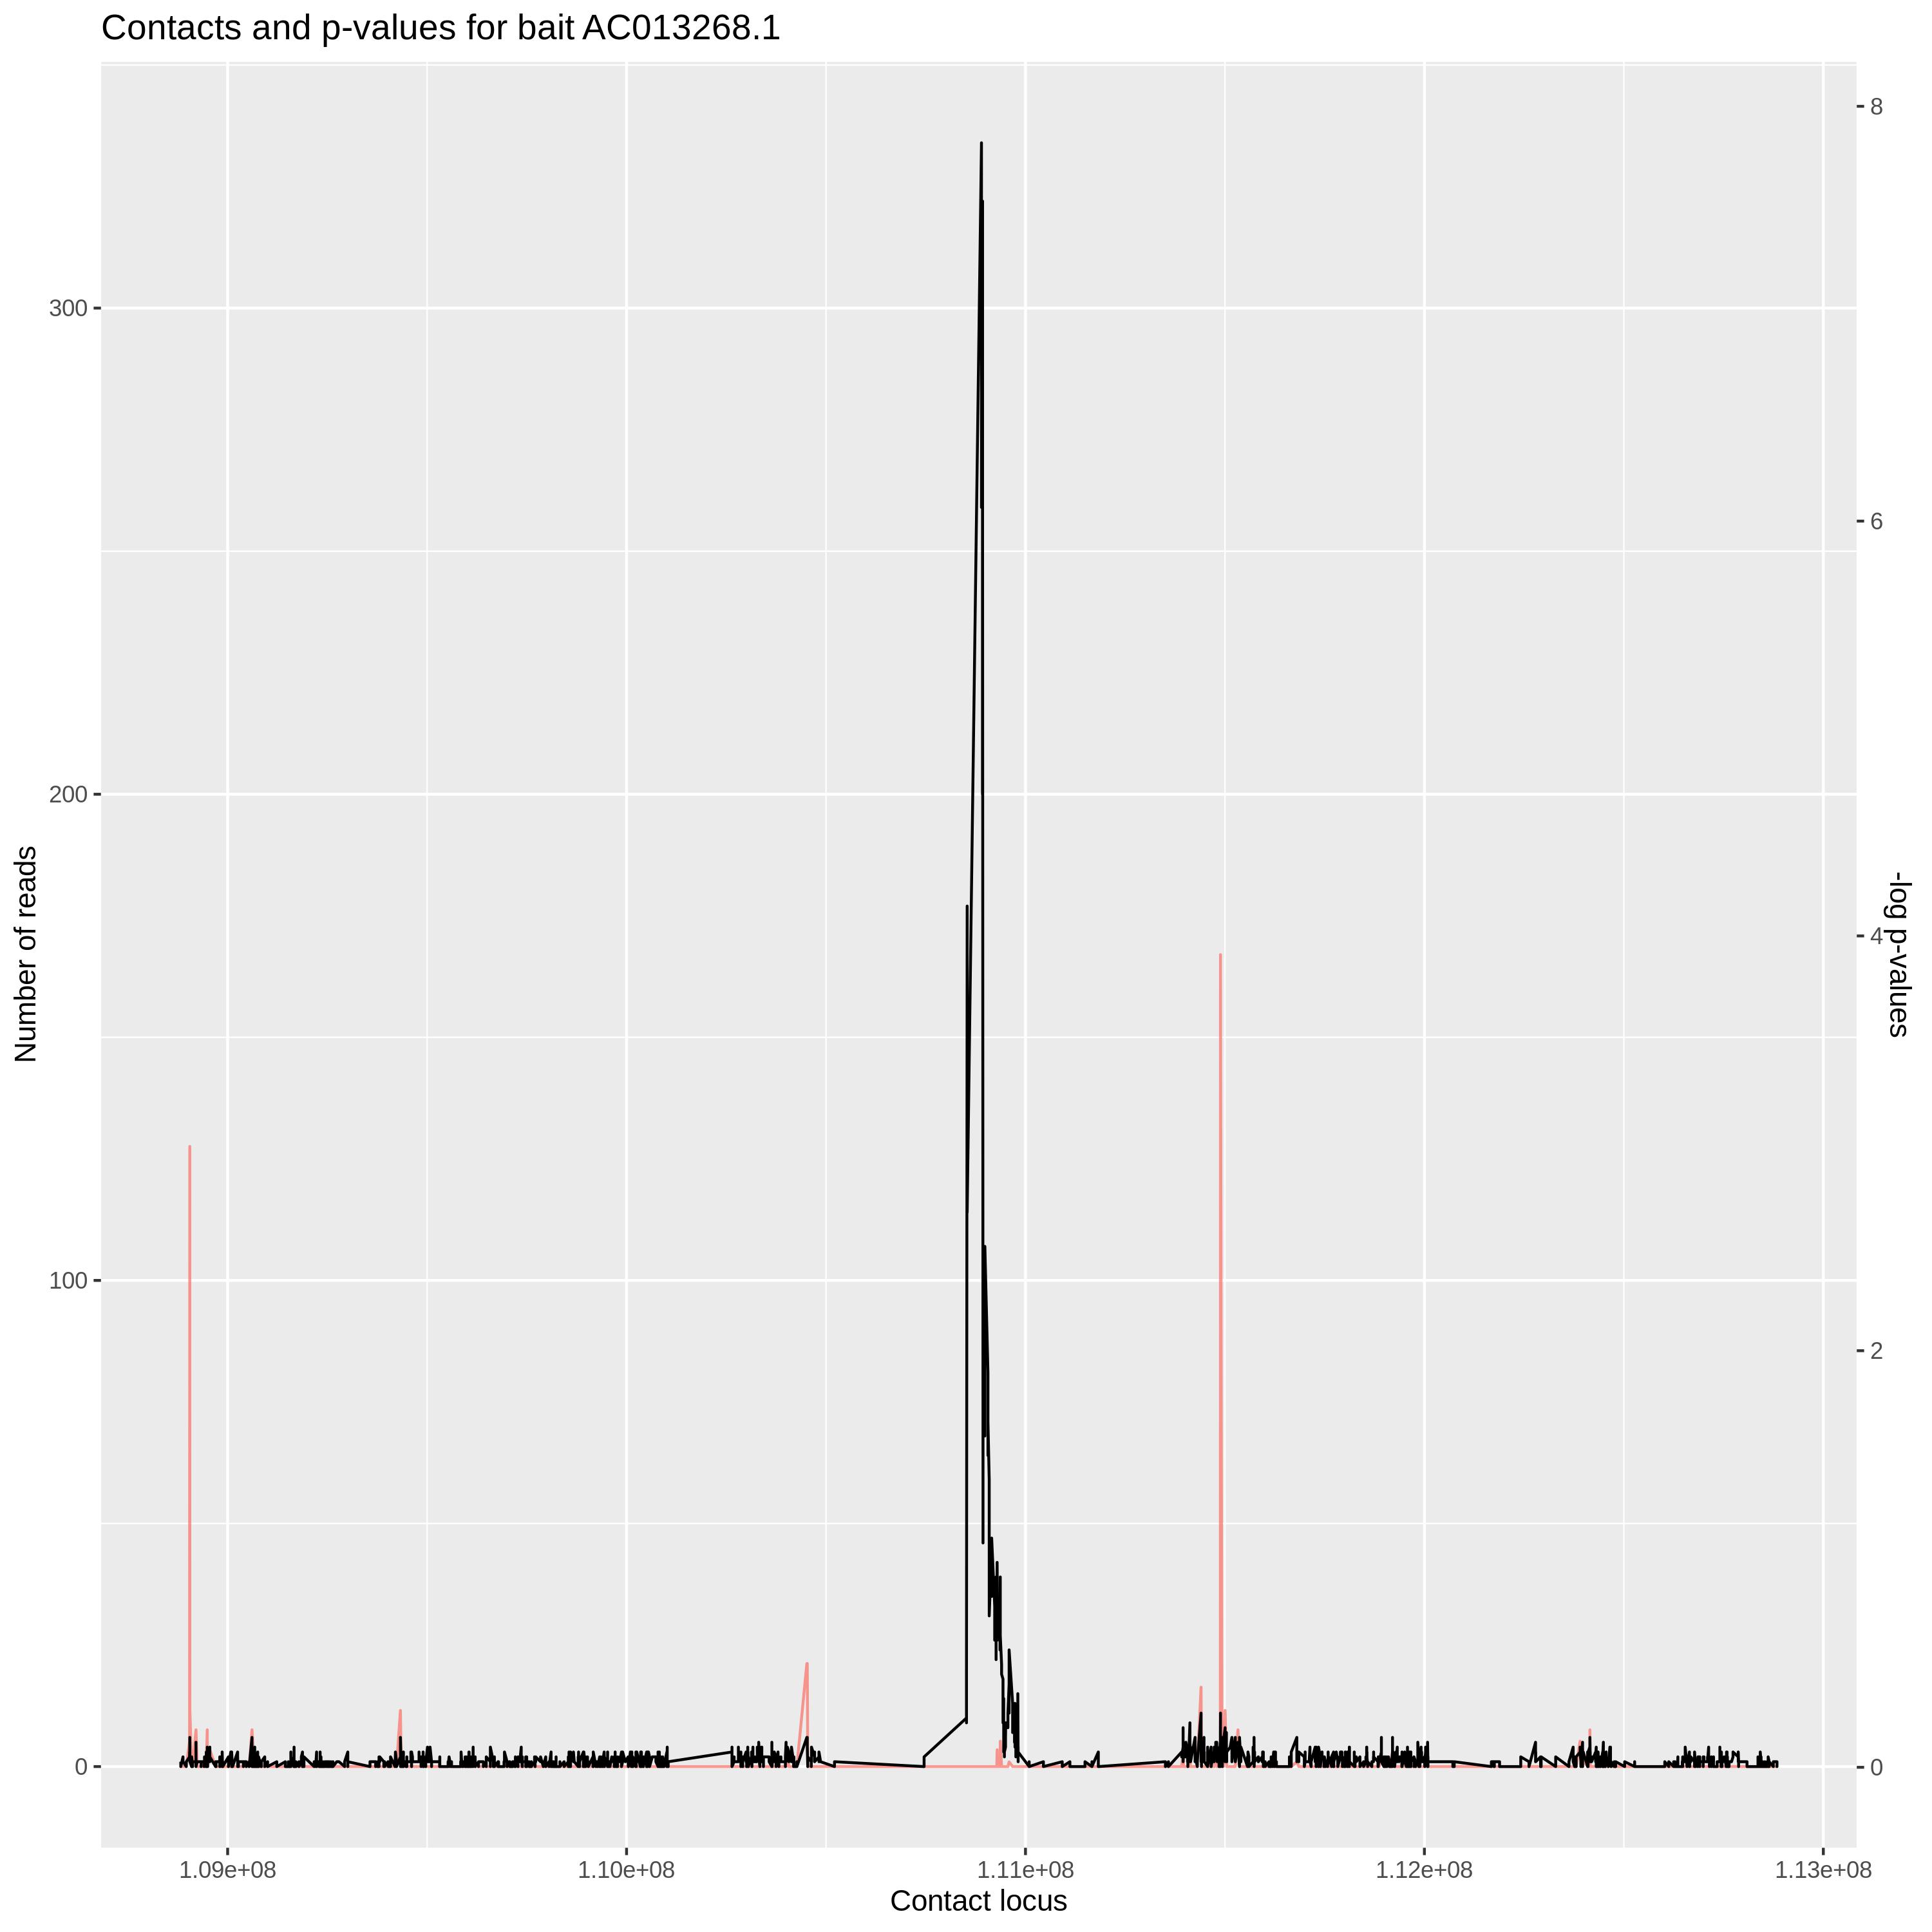 Contacts and p-values for bait AC013268.1
Number of reads
300
200
100
0
8
6
4
2
0
-log p-values
1.09e+08
1.10e+08
1.11e+08
1.12e+08
1.13e+08
Contact locus